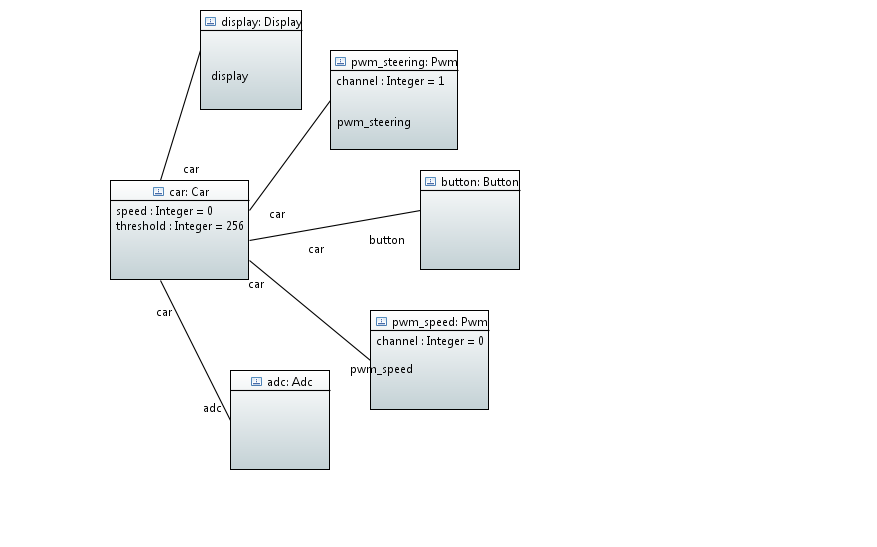 display: Display
display
pwm_steering: Pwm
channel : Integer = 1
pwm_steering
car
car: Car
speed : Integer = 0
threshold : Integer = 256
button: Button
car
button
car
car
car
pwm_speed: Pwm
channel : Integer = 0
pwm_speed
adc: Adc
adc